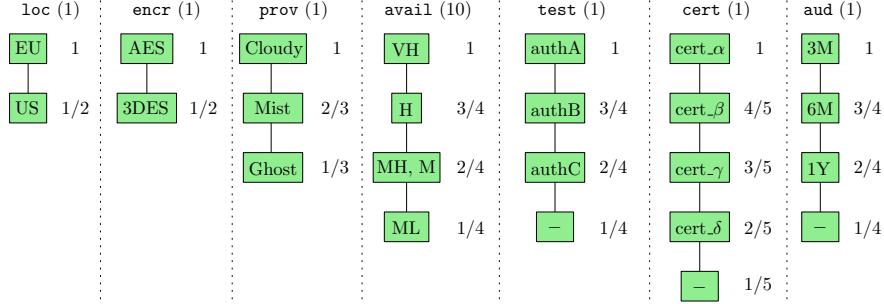 loc (1) encr (1) prov (1) avail (10) test (1) cert (1) aud (1)
EU 1 AES 1 Cloudy 1 VH 1 authA 1 cert_α 1 3M 1
US 1/2 3DES 1/2 Mist 2/3 H 3/4 authB 3/4 cert_β 4/5 6M 3/4
Ghost 1/3 MH, M 2/4 authC 2/4 cert_γ 3/5 1Y 2/4
ML 1/4 – 1/4 cert_δ 2/5 – 1/4
– 1/5